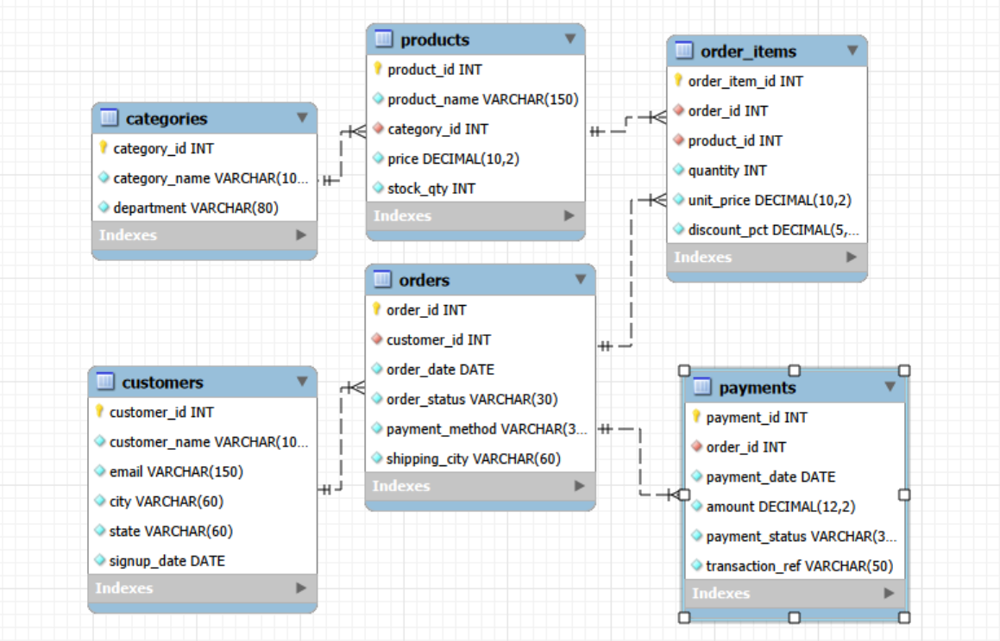 categories
category_id INT
category_name VARCHAR(10...
department VARCHAR(80)
Indexes
products
product_id INT
product_name VARCHAR(150)
category_id INT
price DECIMAL(10,2)
stock_qty INT
Indexes
order_items
order_item_id INT
order_id INT
product_id INT
quantity INT
unit_price DECIMAL(10,2)
discount_pct DECIMAL(5,...
Indexes
customers
customer_id INT
customer_name VARCHAR(10...
email VARCHAR(150)
city VARCHAR(60)
state VARCHAR(60)
signup_date DATE
Indexes
orders
order_id INT
customer_id INT
order_date DATE
order_status VARCHAR(30)
payment_method VARCHAR(3...
shipping_city VARCHAR(60)
Indexes
payments
payment_id INT
order_id INT
payment_date DATE
amount DECIMAL(12,2)
payment_status VARCHAR(3...
transaction_ref VARCHAR(50)
Indexes